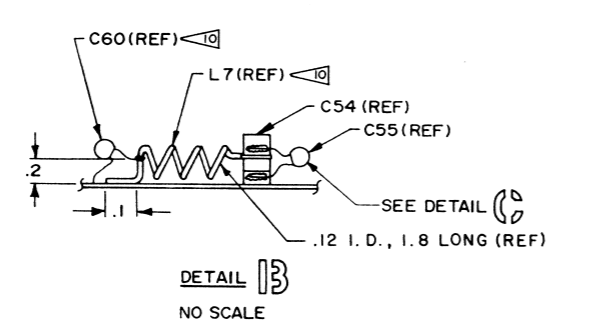 C60(REF) 10
L7(REF) 10
C54 (REF)
C55(REF)
.2
.1
SEE DETAIL C
.12 I.D., 1.8 LONG (REF)
DETAIL B
NO SCALE